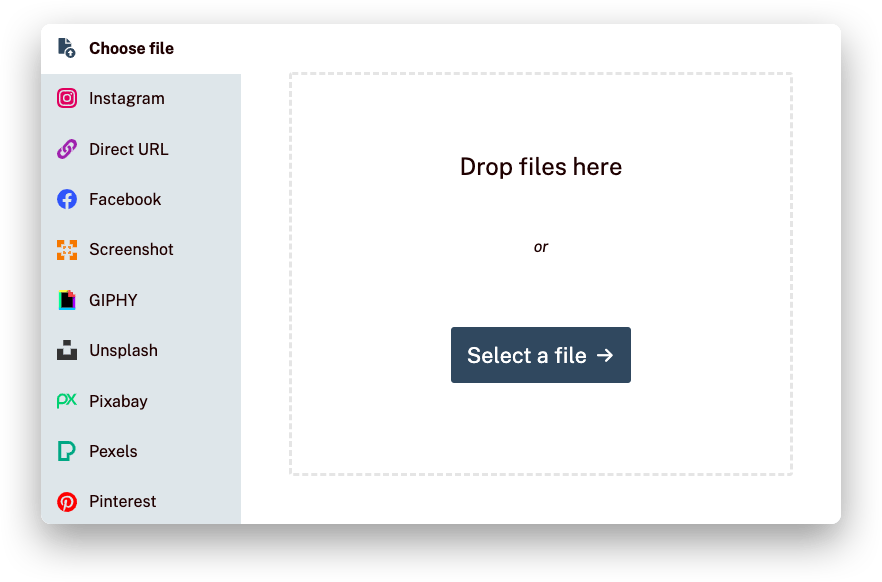 Choose file
Instagram
Direct URL
Facebook
Screenshot
GIPHY
Unsplash
Pixabay
Pexels
Pinterest
Drop files here
or
Select a file →